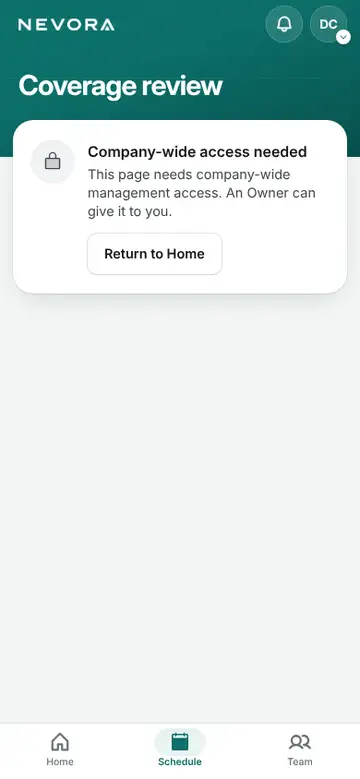 NEVORA
DC
Coverage review
Company-wide access needed
This page needs company-wide
management access. An Owner can
give it to you.
Return to Home
Home
Schedule
Team